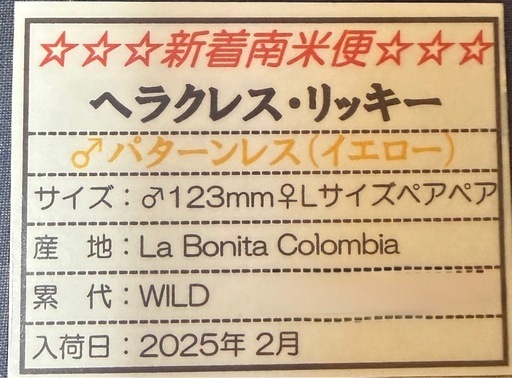 ☆☆☆新着南米便☆☆☆
ヘラクレス・リッキー
♂パターンレス(イエロー)
サイズ：♂123mm♀Lサイズペアペア
産　地：La Bonita Colombia
累　代：WILD
入荷日：2025年 2月